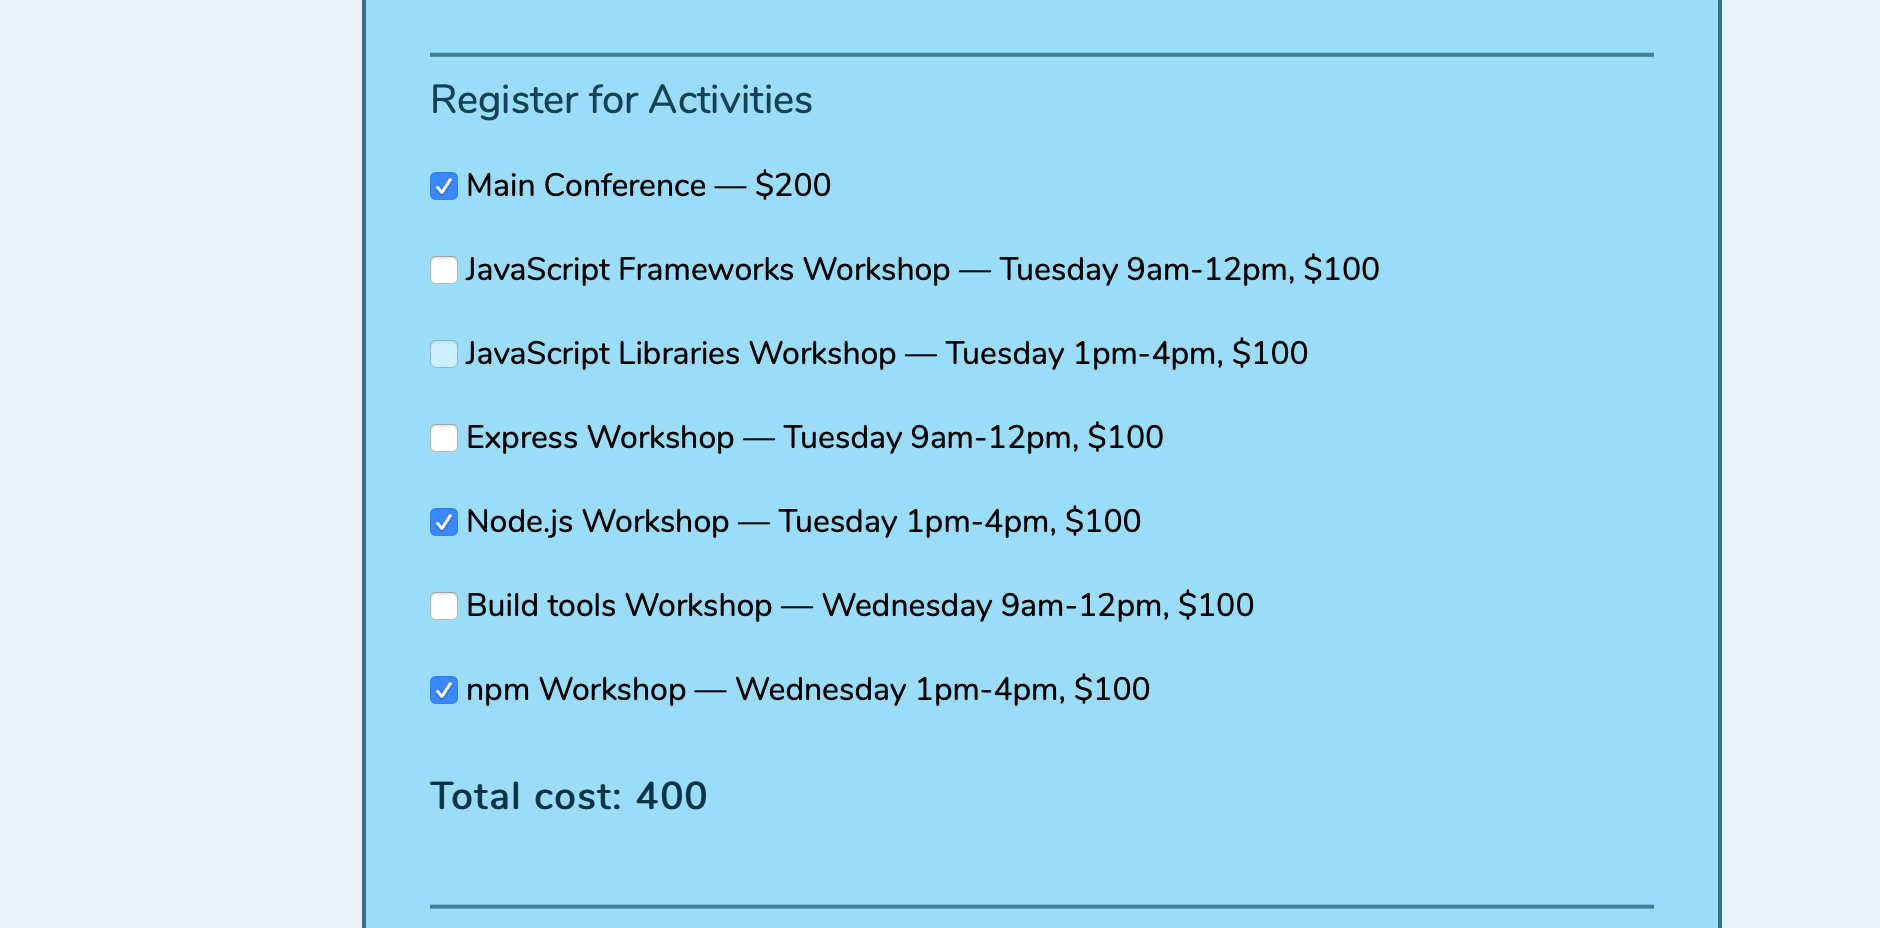 Register for Activities
Main Conference — $200
JavaScript Frameworks Workshop — Tuesday 9am-12pm, $100
JavaScript Libraries Workshop — Tuesday 1pm-4pm, $100
Express Workshop — Tuesday 9am-12pm, $100
Node.js Workshop — Tuesday 1pm-4pm, $100
Build tools Workshop — Wednesday 9am-12pm, $100
npm Workshop — Wednesday 1pm-4pm, $100
Total cost: 400